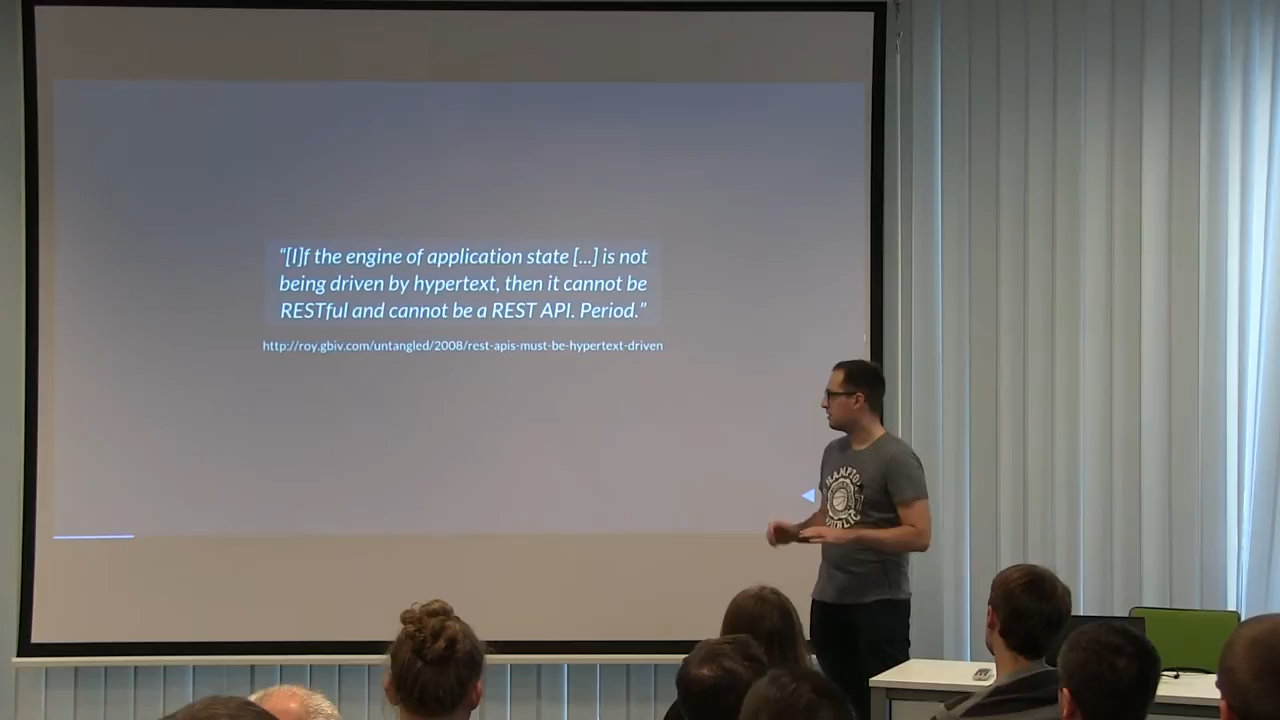 “[I]f the engine of application state [...] is not
being driven by hypertext, then it cannot be
RESTful and cannot be a REST API. Period.”
http://roy.gbiv.com/untangled/2008/rest-apis-must-be-hypertext-driven